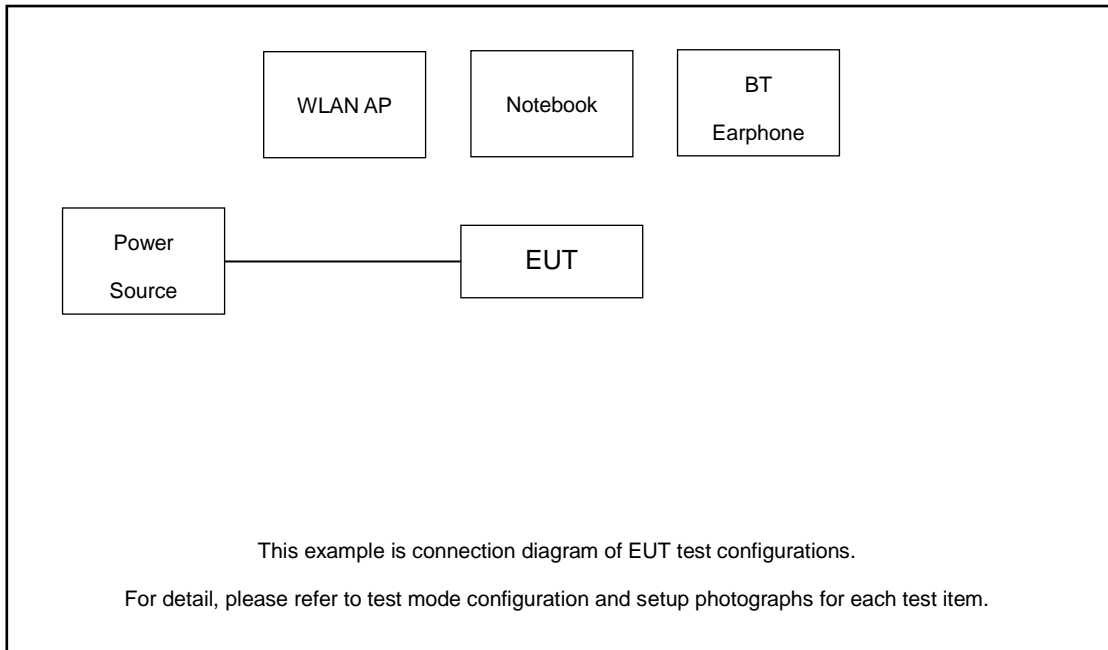 WLAN AP
Notebook
BT
Earphone
Power
Source
EUT
This example is connection diagram of EUT test configurations.
For detail, please refer to test mode configuration and setup photographs for each test item.